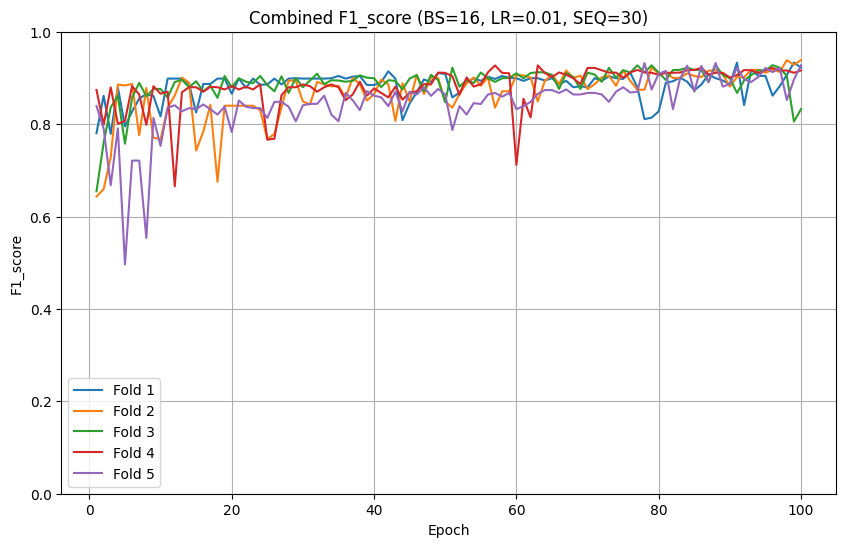 Combined F1_score (BS=16, LR=0.01, SEQ=30)
1.0
0.8
0.6
0.4
0.2
0.0
F1_score
Fold 1
Fold 2
Fold 3
Fold 4
Fold 5
0 20 40 60 80 100
Epoch